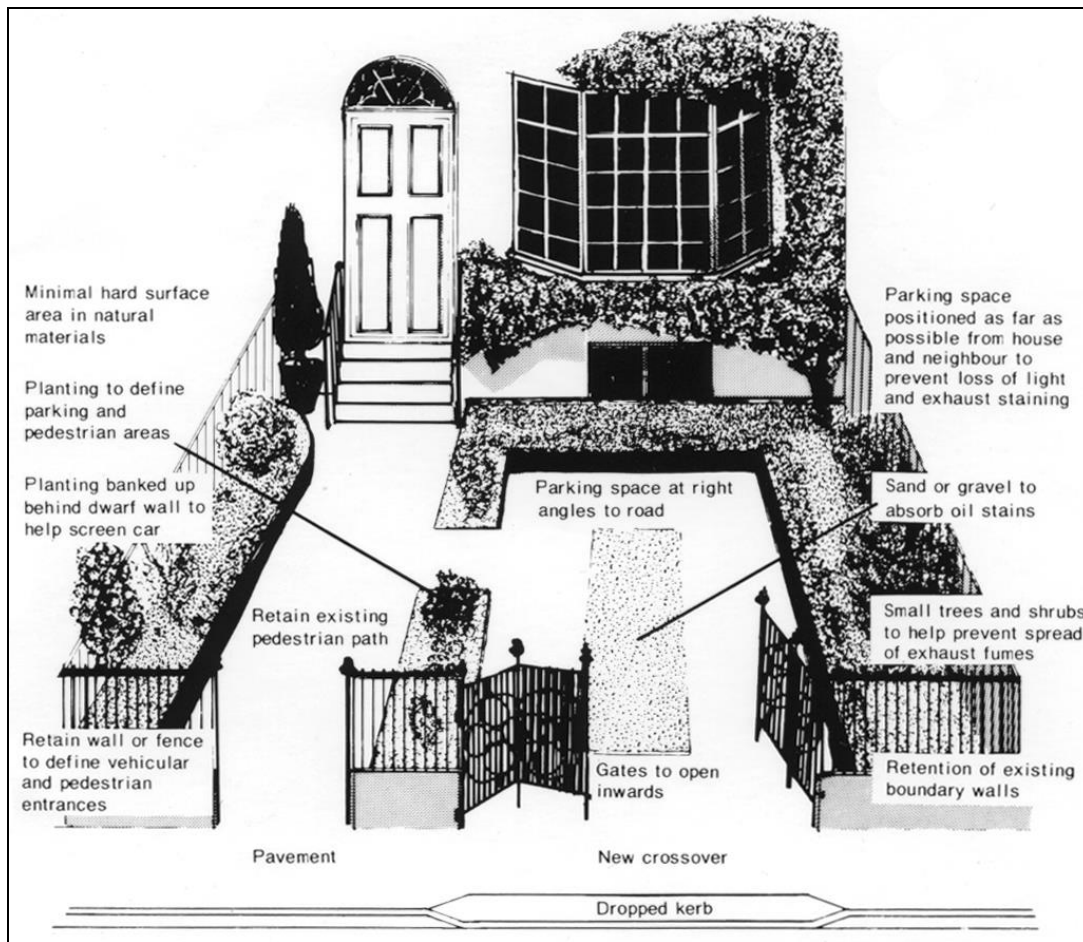 Minimal hard surface
area in natural
materials
Planting to define
parking and
pedestrian areas
Planting banked up
behind dwarf wall to
help screen car
Retain existing
pedestrian path
Retain wall or fence
to define vehicular
and pedestrian
entrances
Parking space at right
angles to road
Gates to open
inwards
Parking space
positioned as far as
possible from house
and neighbour to
prevent loss of light
and exhaust staining
Sand or gravel to
absorb oil stains
Small trees and shrubs
to help prevent spread
of exhaust fumes
Retention of existing
boundary walls
Pavement
New crossover
Dropped kerb